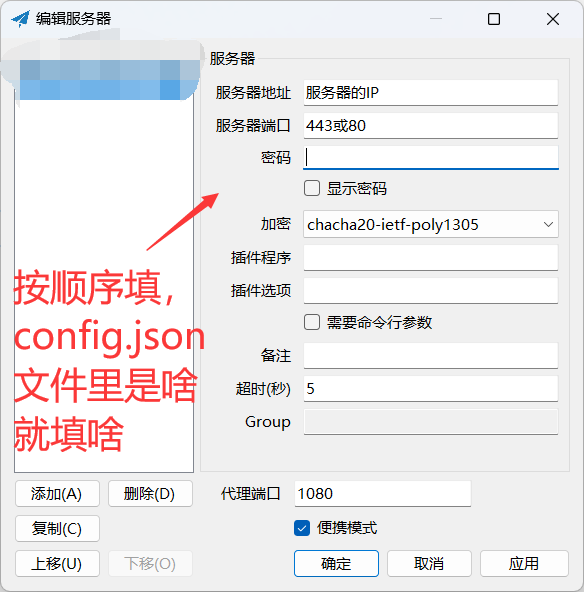 编辑服务器
服务器
服务器地址 服务器的IP
服务器端口 443或80
密码
显示密码
加密 chacha20-ietf-poly1305
插件程序
插件选项
需要命令行参数
备注
超时(秒) 5
Group
按顺序填,
config.json
文件里是啥
就填啥
添加(A) 删除(D)
代理端口 1080
复制(C)
便携模式
上移(U) 下移(O)
确定 取消 应用